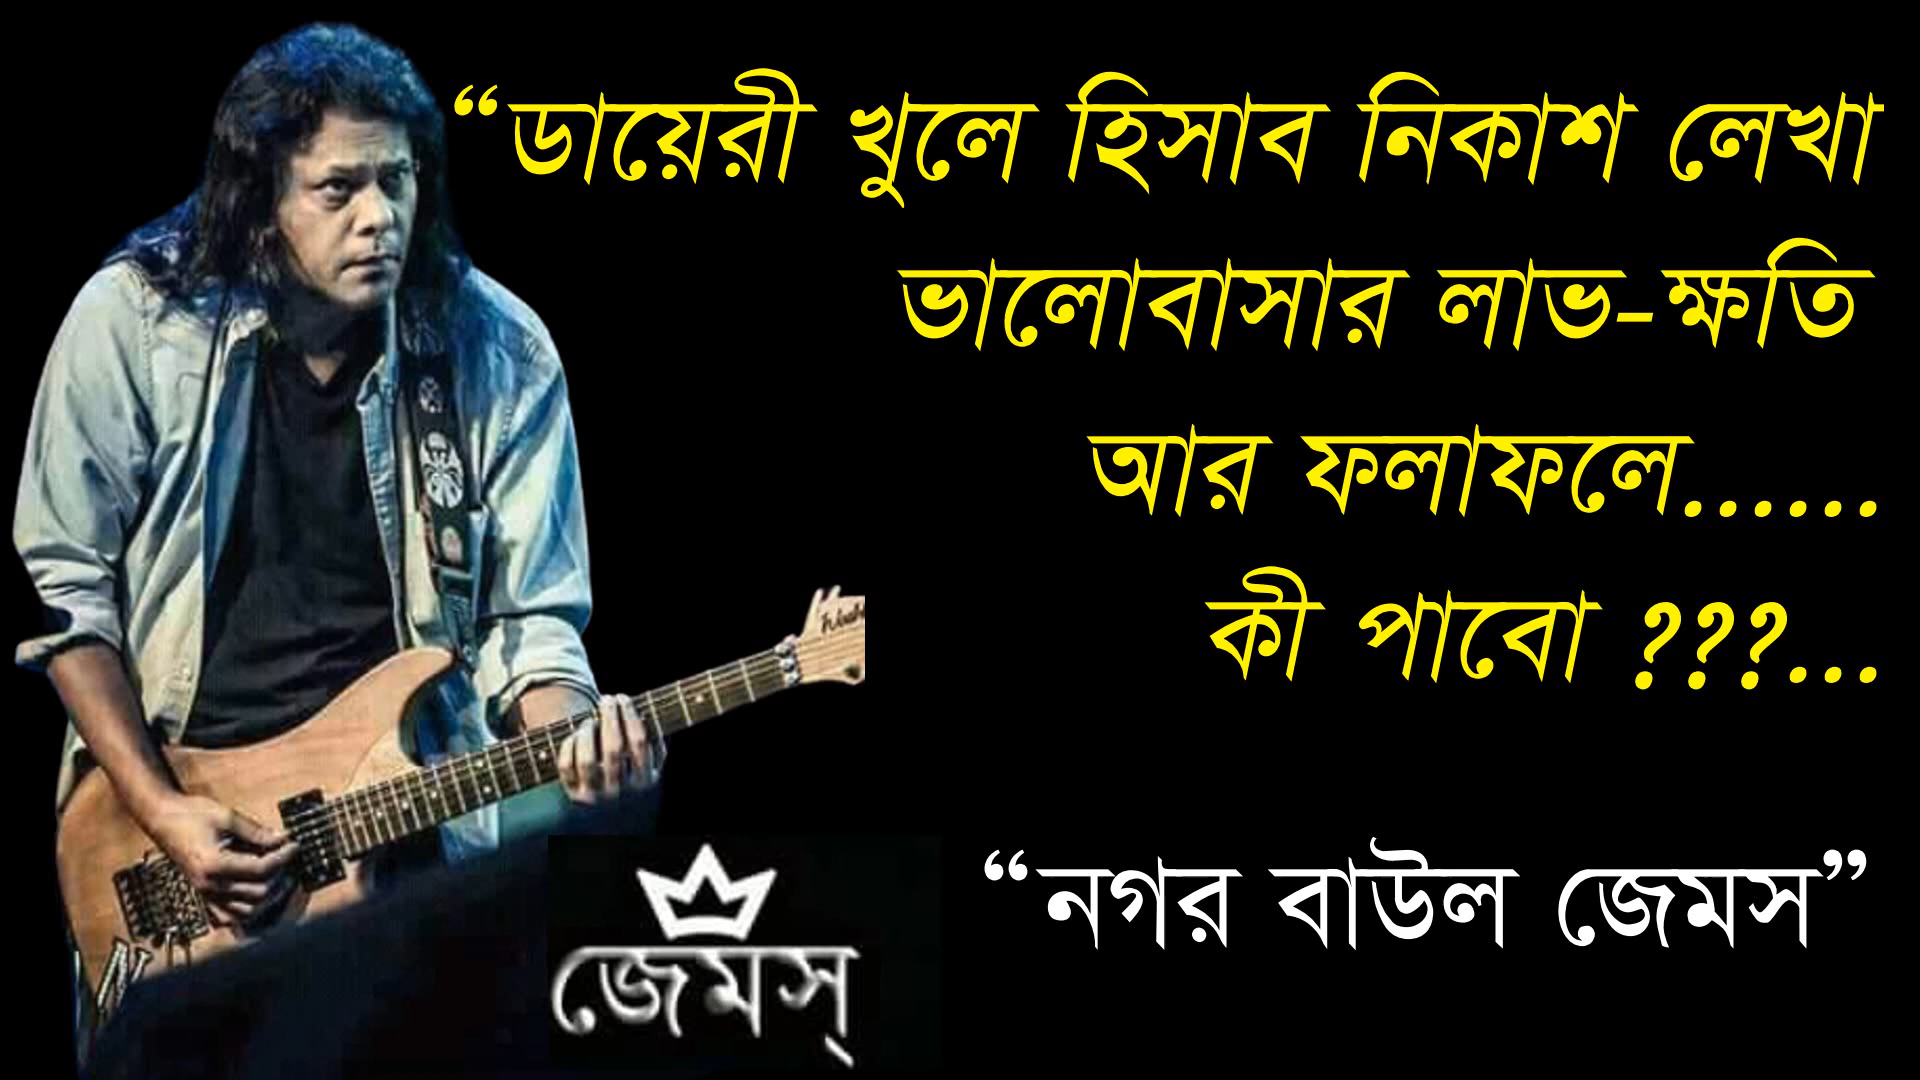 “ডায়েরী খুলে হিসাব নিকাশ লেখা
ভালোবাসার লাভ-ক্ষতি
আর ফলাফলে......
কী পাবো ???...
“নগর বাউল জেমস”
জেমস্